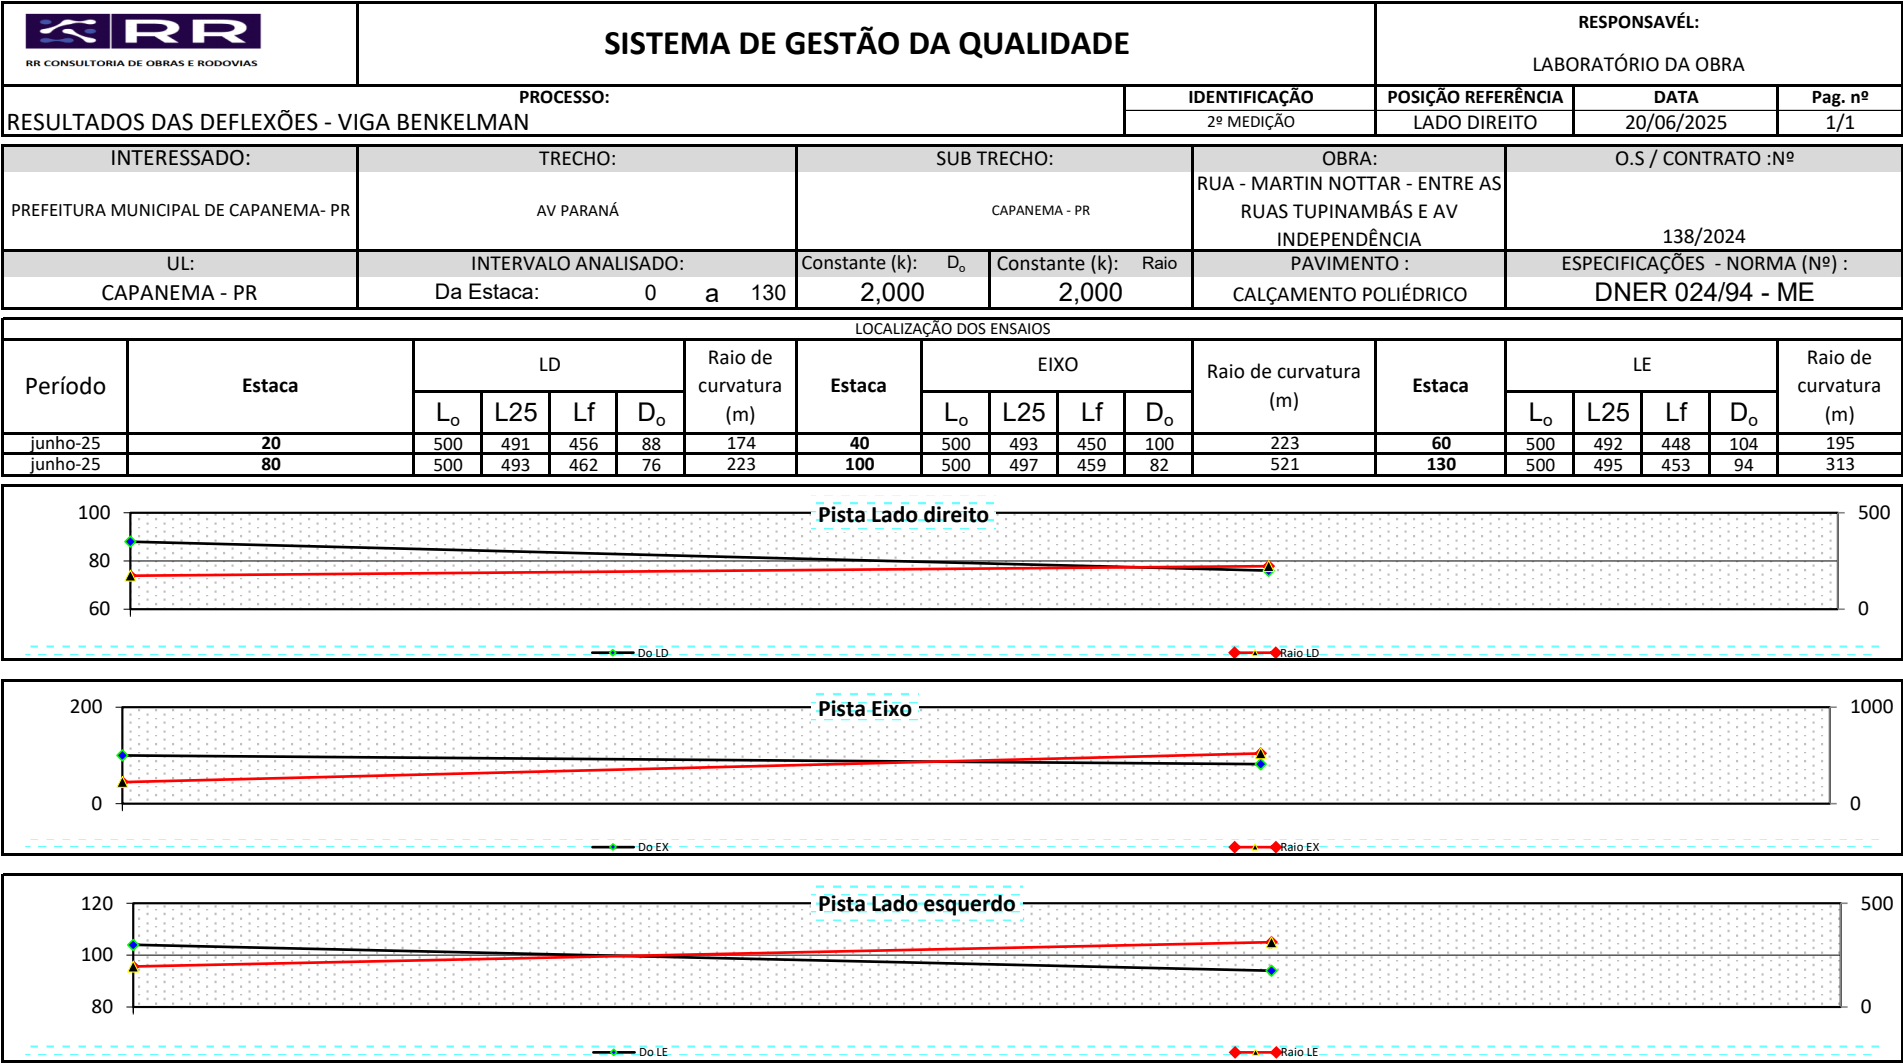 RR
RR CONSULTORIA DE OBRAS E RODOVIAS
SISTEMA DE GESTÃO DA QUALIDADE
RESPONSAVÉL:
LABORATÓRIO DA OBRA
PROCESSO:
RESULTADOS DAS DEFLEXÕES - VIGA BENKELMAN
IDENTIFICAÇÃO
2º MEDIÇÃO
POSIÇÃO REFERÊNCIA
LADO DIREITO
DATA
20/06/2025
Pag. nº
1/1
INTERESSADO:
PREFEITURA MUNICIPAL DE CAPANEMA- PR
TRECHO:
AV PARANÁ
SUB TRECHO:
CAPANEMA - PR
OBRA:
RUA - MARTIN NOTTAR - ENTRE AS
RUAS TUPINAMBÁS E AV
INDEPENDÊNCIA
O.S / CONTRATO :Nº
138/2024
UL:
CAPANEMA - PR
INTERVALO ANALISADO:
Da Estaca: 0 a 130
Constante (k): Do
2,000
Constante (k): Raio
2,000
PAVIMENTO :
CALÇAMENTO POLIÉDRICO
ESPECIFICAÇÕES - NORMA (Nº) :
DNER 024/94 - ME
LOCALIZAÇÃO DOS ENSAIOS
Período Estaca LD Raio de curvatura (m) Estaca EIXO Raio de curvatura (m) Estaca LE Raio de curvatura (m)
Lo L25 Lf Do Lo L25 Lf Do Lo L25 Lf Do
junho-25 20 500 491 456 88 174 40 500 493 450 100 223 60 500 492 448 104 195
junho-25 80 500 493 462 76 223 100 500 497 459 82 521 130 500 495 453 94 313
Pista Lado direito
100 500
80
60 0
Do LD Raio LD
Pista Eixo
200 1000
0 0
Do EX Raio EX
Pista Lado esquerdo
120 500
100
80 0
Do LE Raio LE